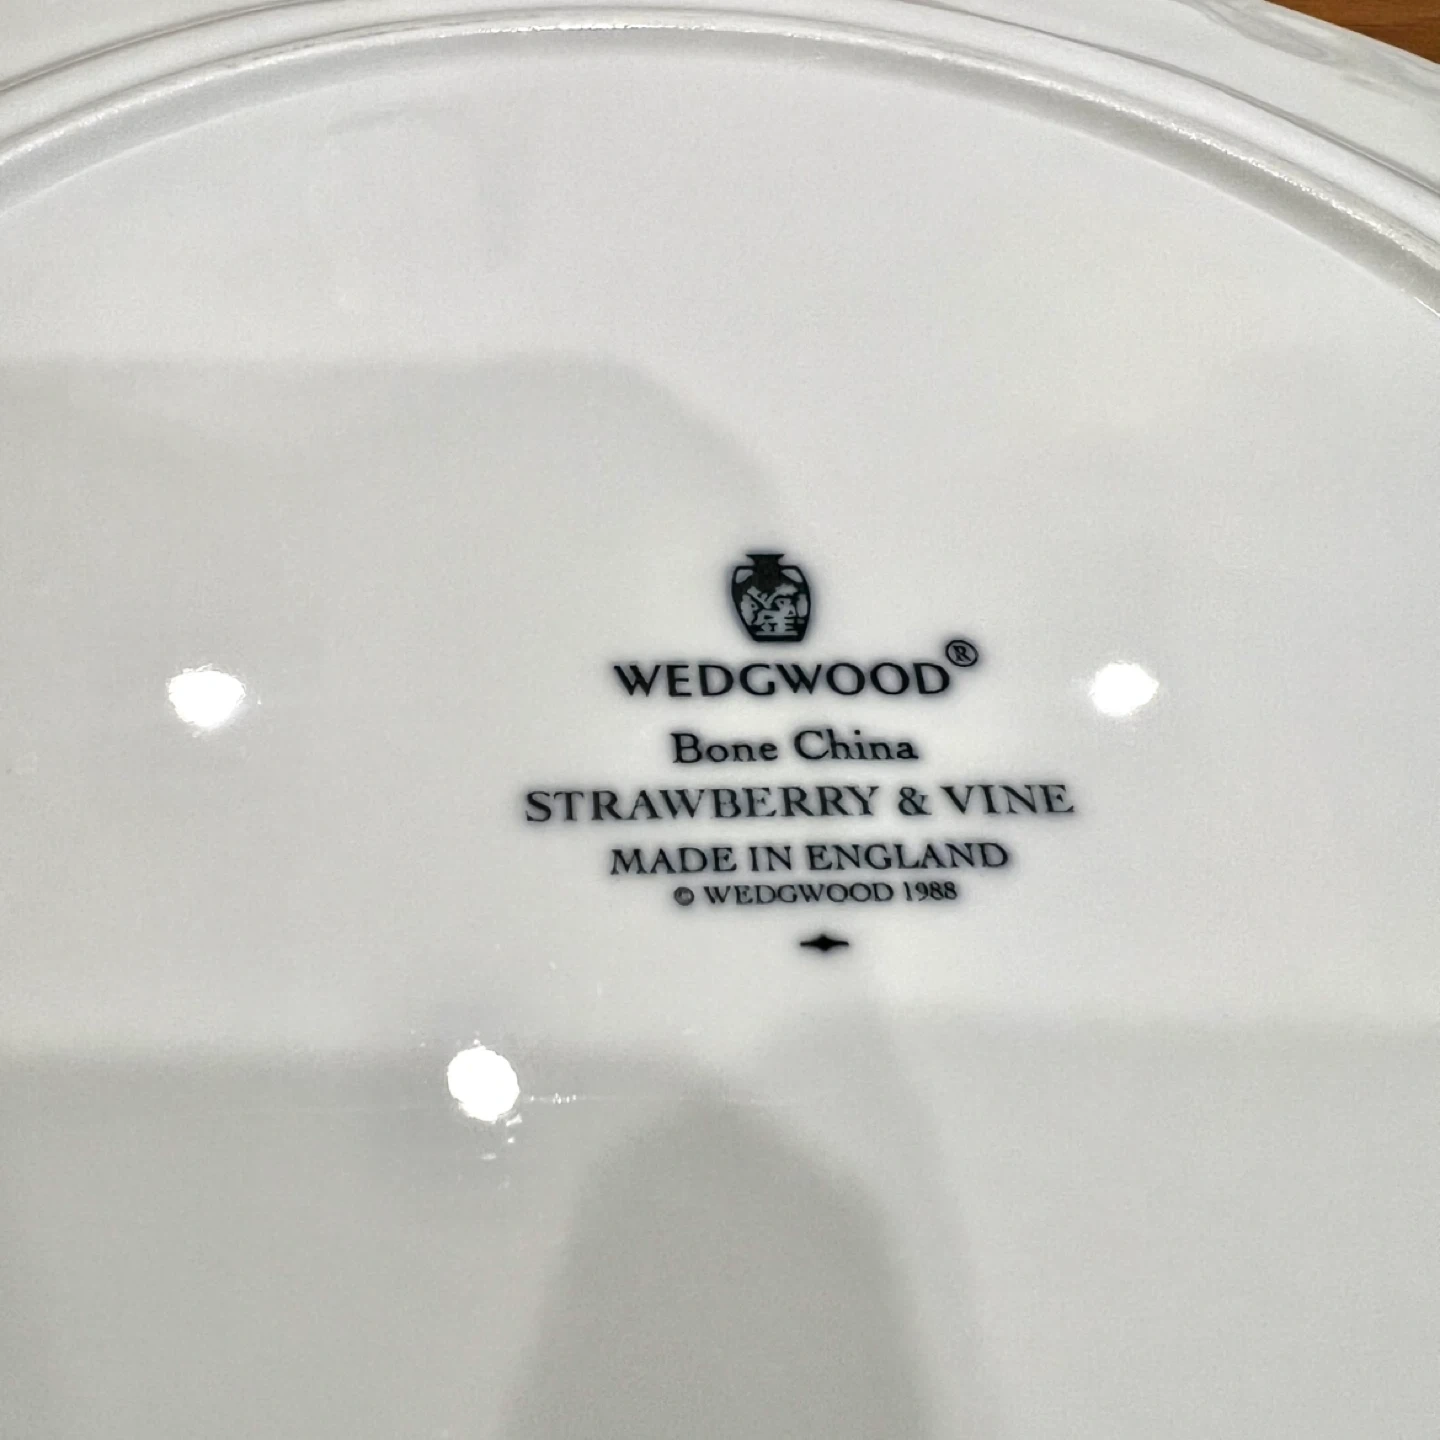 WEDGWOOD®
Bone China
STRAWBERRY & VINE
MADE IN ENGLAND
© WEDGWOOD 1988